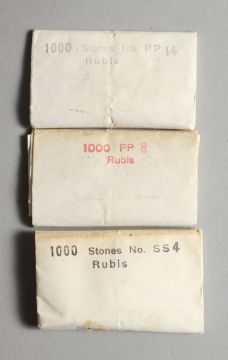 1000 Stones No. PP 14
Rubis
1000 PP 8
Rubis
1000 Stones No. SS4
Rubis